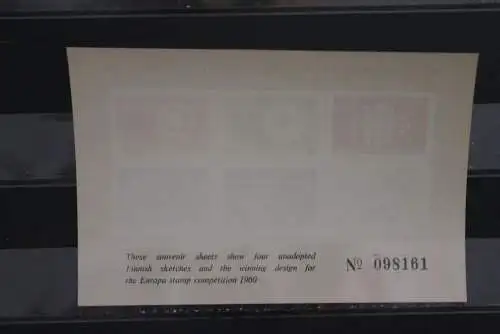 These souvenir sheets show four unadopted
Finnish sketches and the winning design for
the Europa stamp competition 1960
No 098161